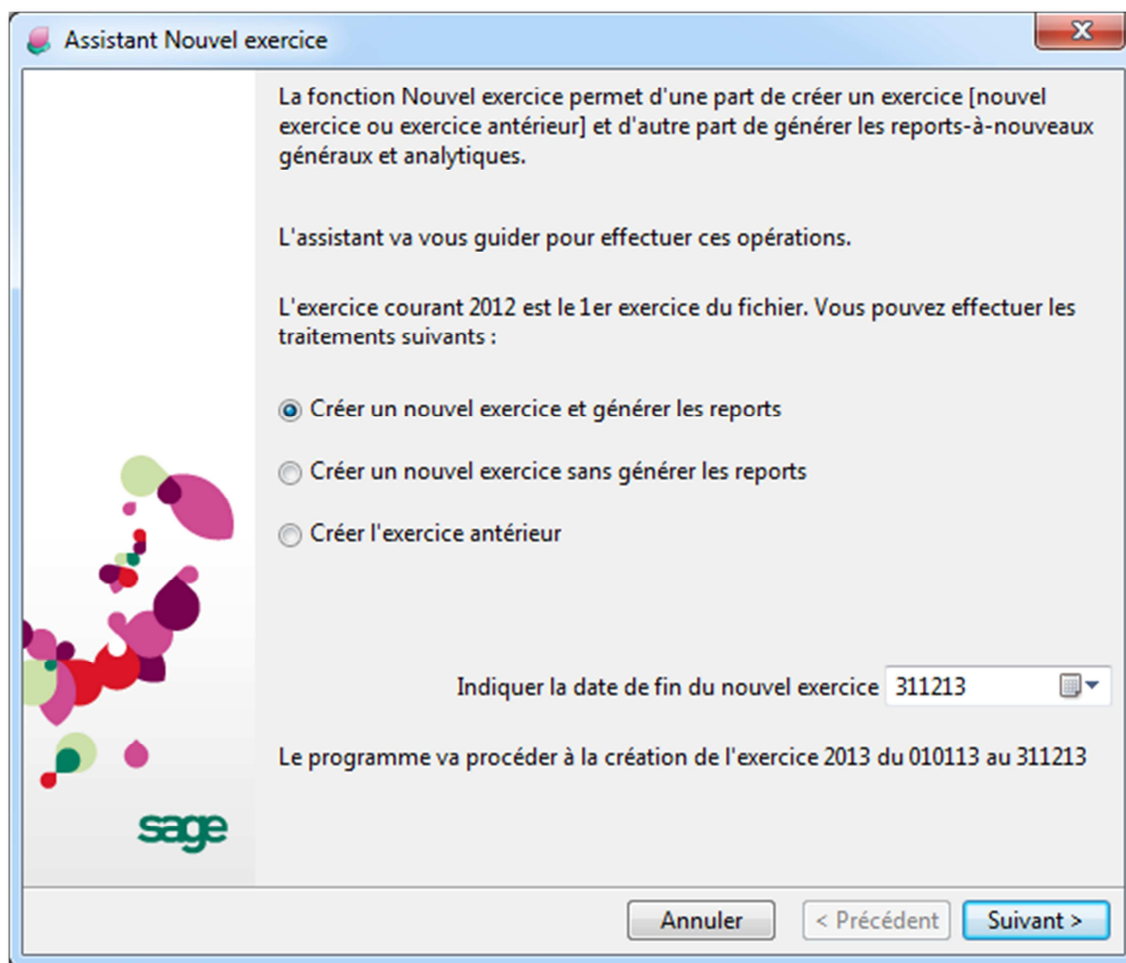 Assistant Nouvel exercice
La fonction Nouvel exercice permet d'une part de créer un exercice [nouvel
exercice ou exercice antérieur] et d'autre part de générer les reports-à-nouveaux
généraux et analytiques.
L'assistant va vous guider pour effectuer ces opérations.
L'exercice courant 2012 est le 1er exercice du fichier. Vous pouvez effectuer les
traitements suivants :
Créer un nouvel exercice et générer les reports
Créer un nouvel exercice sans générer les reports
Créer l'exercice antérieur
Indiquer la date de fin du nouvel exercice 311213
Le programme va procéder à la création de l'exercice 2013 du 010113 au 311213
sage
Annuler < Précédent Suivant >